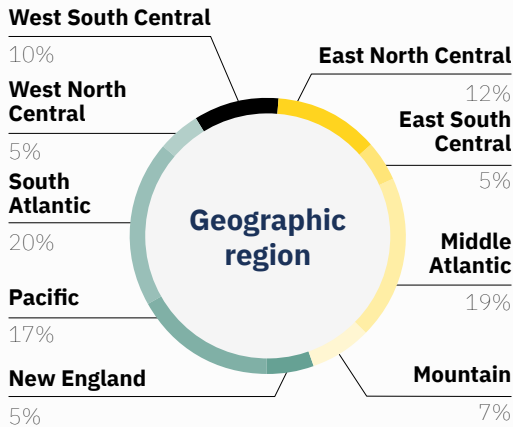 West South Central
10%
West North
Central
5%
South
Atlantic
20%
Pacific
17%
New England
5%
Geographic
region
East North Central
12%
East South
Central
5%
Middle
Atlantic
19%
Mountain
7%